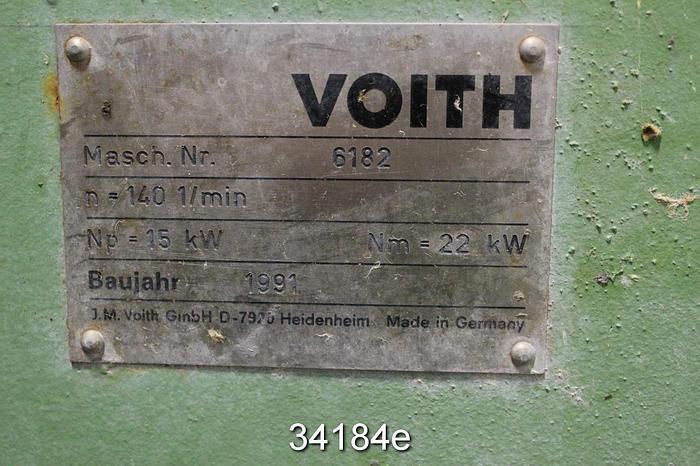 VOITH
Masch. Nr. 6182
n = 140 1/min
Np = 15 kW Nm = 22 kW
Baujahr 1991
J.M. Voith GmbH Heidenheim Made in Germany
34184e